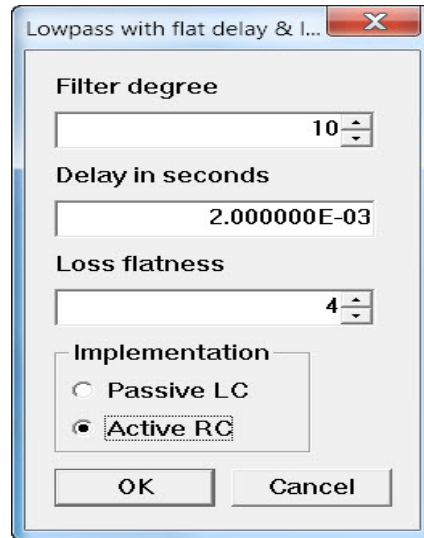 Lowpass with flat delay & l...
Filter degree
10
Delay in seconds
2.000000E-03
Loss flatness
4
Implementation
Passive LC
Active RC
OK
Cancel